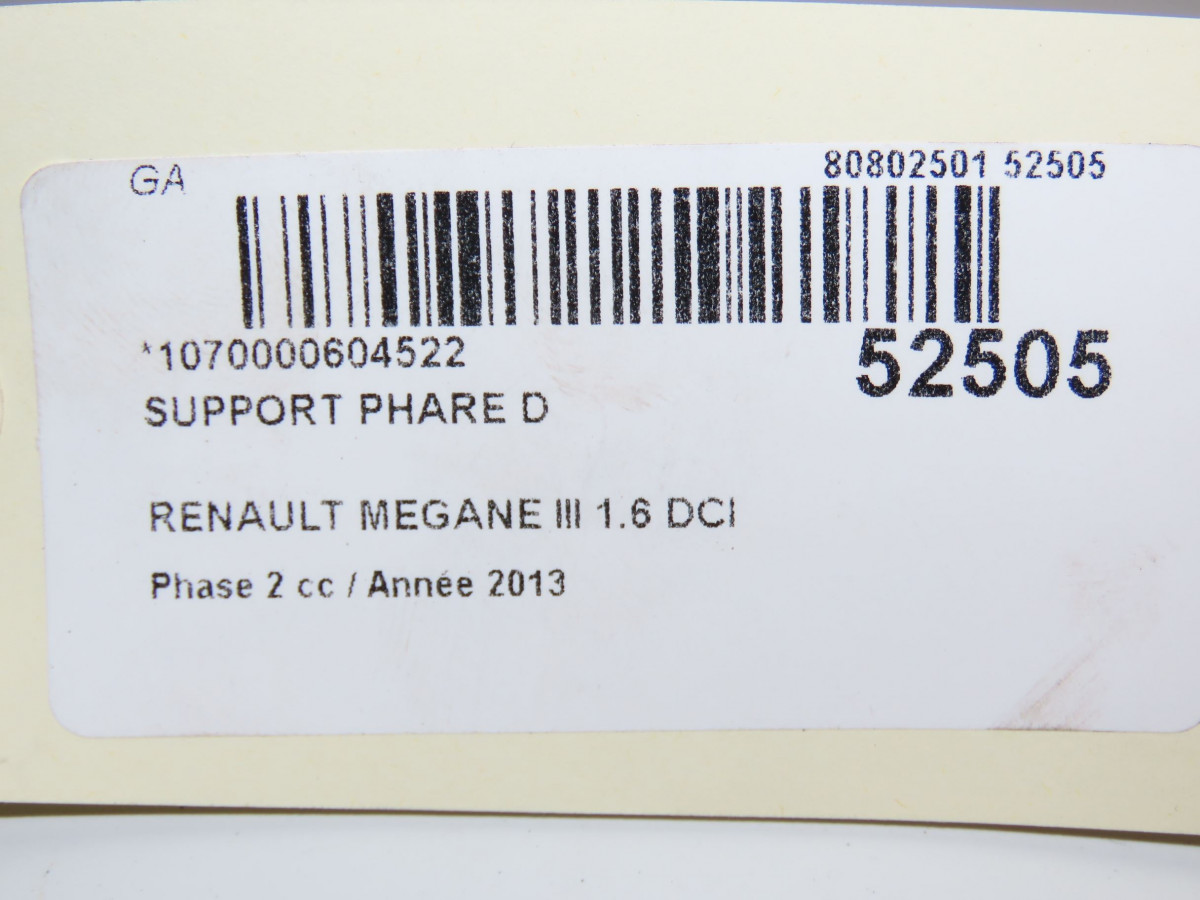 GA 80802501 52505
*1070000604522 52505
SUPPORT PHARE D
RENAULT MEGANE III 1.6 DCI
Phase 2 cc / Année 2013